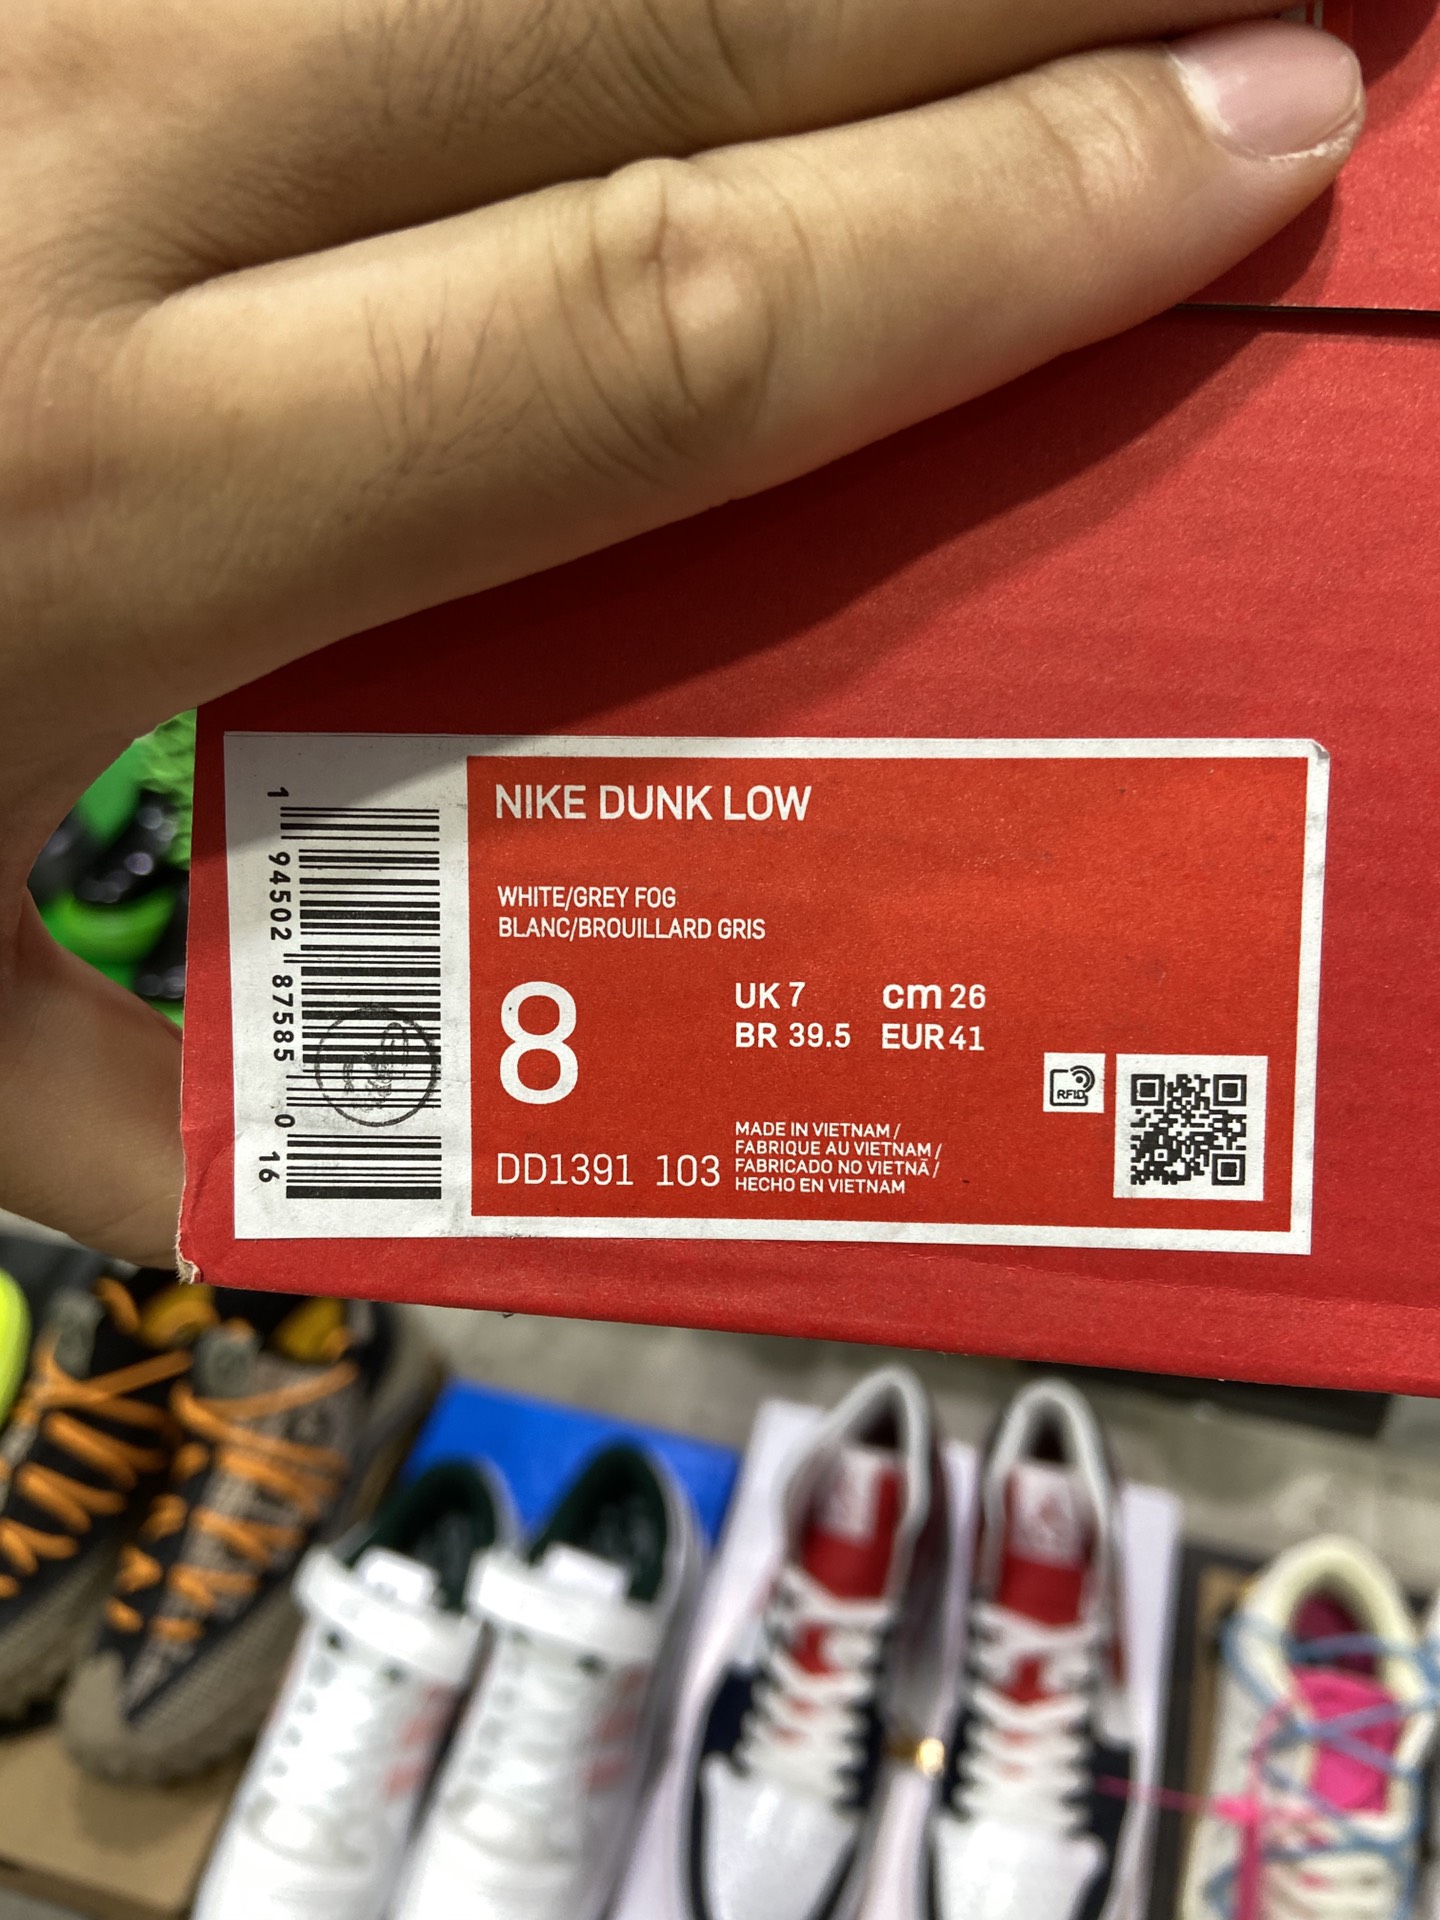 NIKE DUNK LOW
WHITE/GREY FOG
BLANC/BROUILLARD GRIS
8
UK 7 cm 26
BR 39.5 EUR 41
DD1391 103
MADE IN VIETNAM /
FABRIQUE AU VIETNAM /
FABRICADO NO VIETNÃ /
HECHO EN VIETNAM
RFID
1 94502 87585 0 16